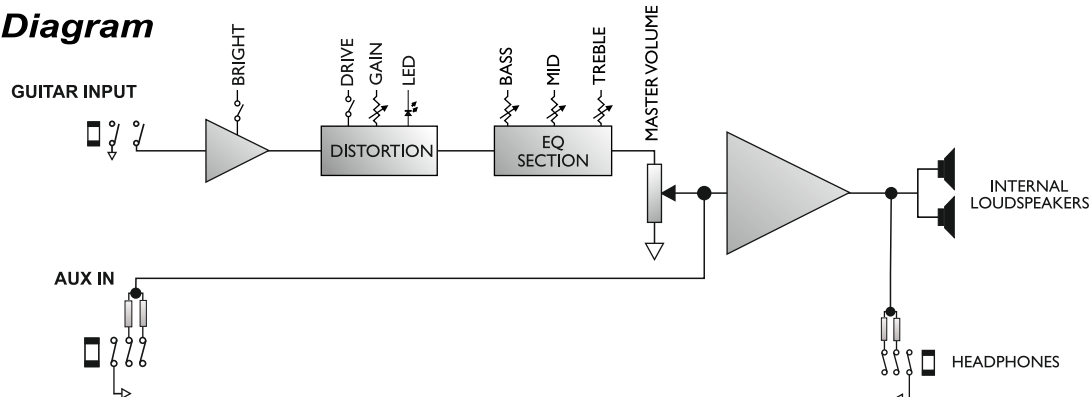 Diagram
GUITAR INPUT
BRIGHT
DRIVE
GAIN
LED
DISTORTION
BASS
MID
TREBLE
EQ
SECTION
MASTER VOLUME
INTERNAL
LOUDSPEAKERS
AUX IN
HEADPHONES